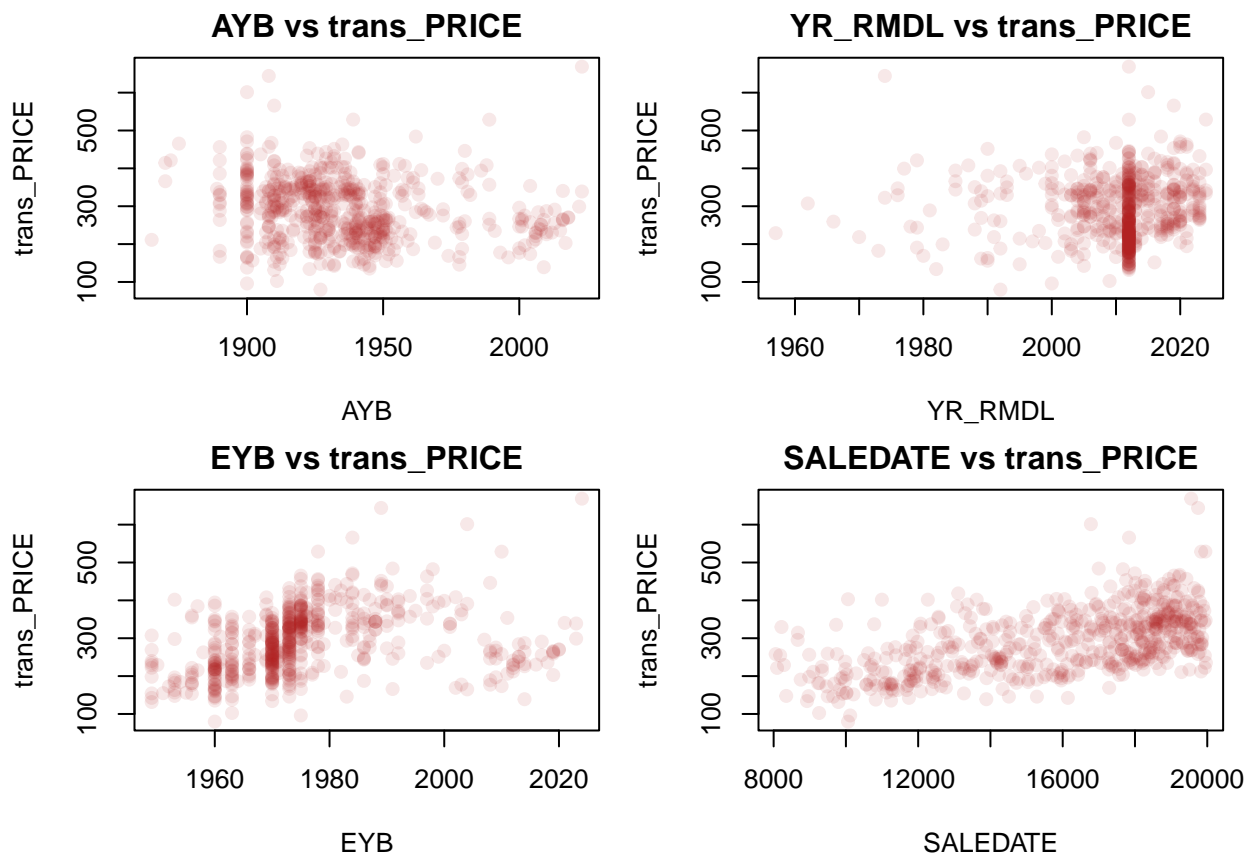 AYB vs trans_PRICE
trans_PRICE
100 300 500
1900 1950 2000
AYB
YR_RMDL vs trans_PRICE
trans_PRICE
100 300 500
1960 1980 2000 2020
YR_RMDL
EYB vs trans_PRICE
trans_PRICE
100 300 500
1960 1980 2000 2020
EYB
SALEDATE vs trans_PRICE
trans_PRICE
100 300 500
8000 12000 16000 20000
SALEDATE